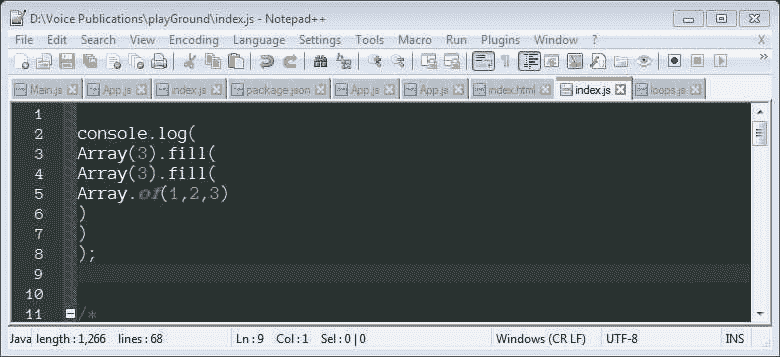 D:\Voice Publications\playGround\index.js - Notepad++
File Edit Search View Encoding Language Settings Tools Macro Run Plugins Window ? X
Main.js App.js index.js package.json App.js App.js index.html index.js loops.js
1
2 console.log(
3 Array(3).fill(
4 Array(3).fill(
5 Array.of(1,2,3)
6 )
7 )
8 );
9
10
11 /*
Java length : 1,266 lines : 68 Ln : 9 Col : 1 Sel : 0 | 0 Windows (CR LF) UTF-8 INS